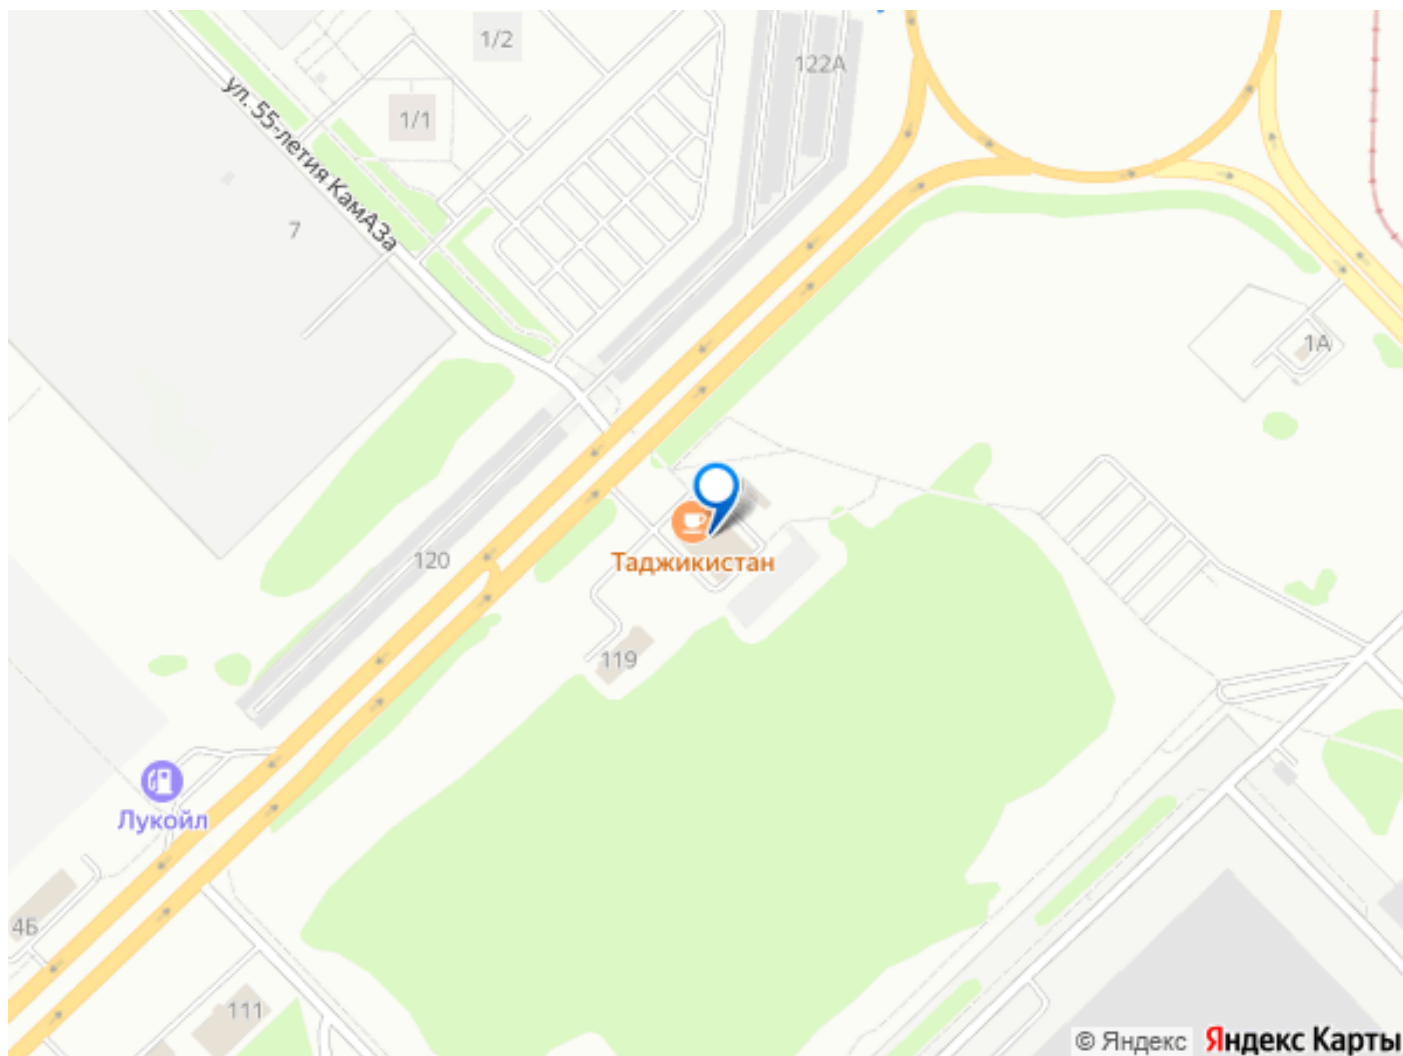 1/2
122А
1/1
ул. 55-летия КамАЗа
7
1А
Таджикистан
120
119
Лукойл
4Б
111
© Яндекс Яндекс Карты